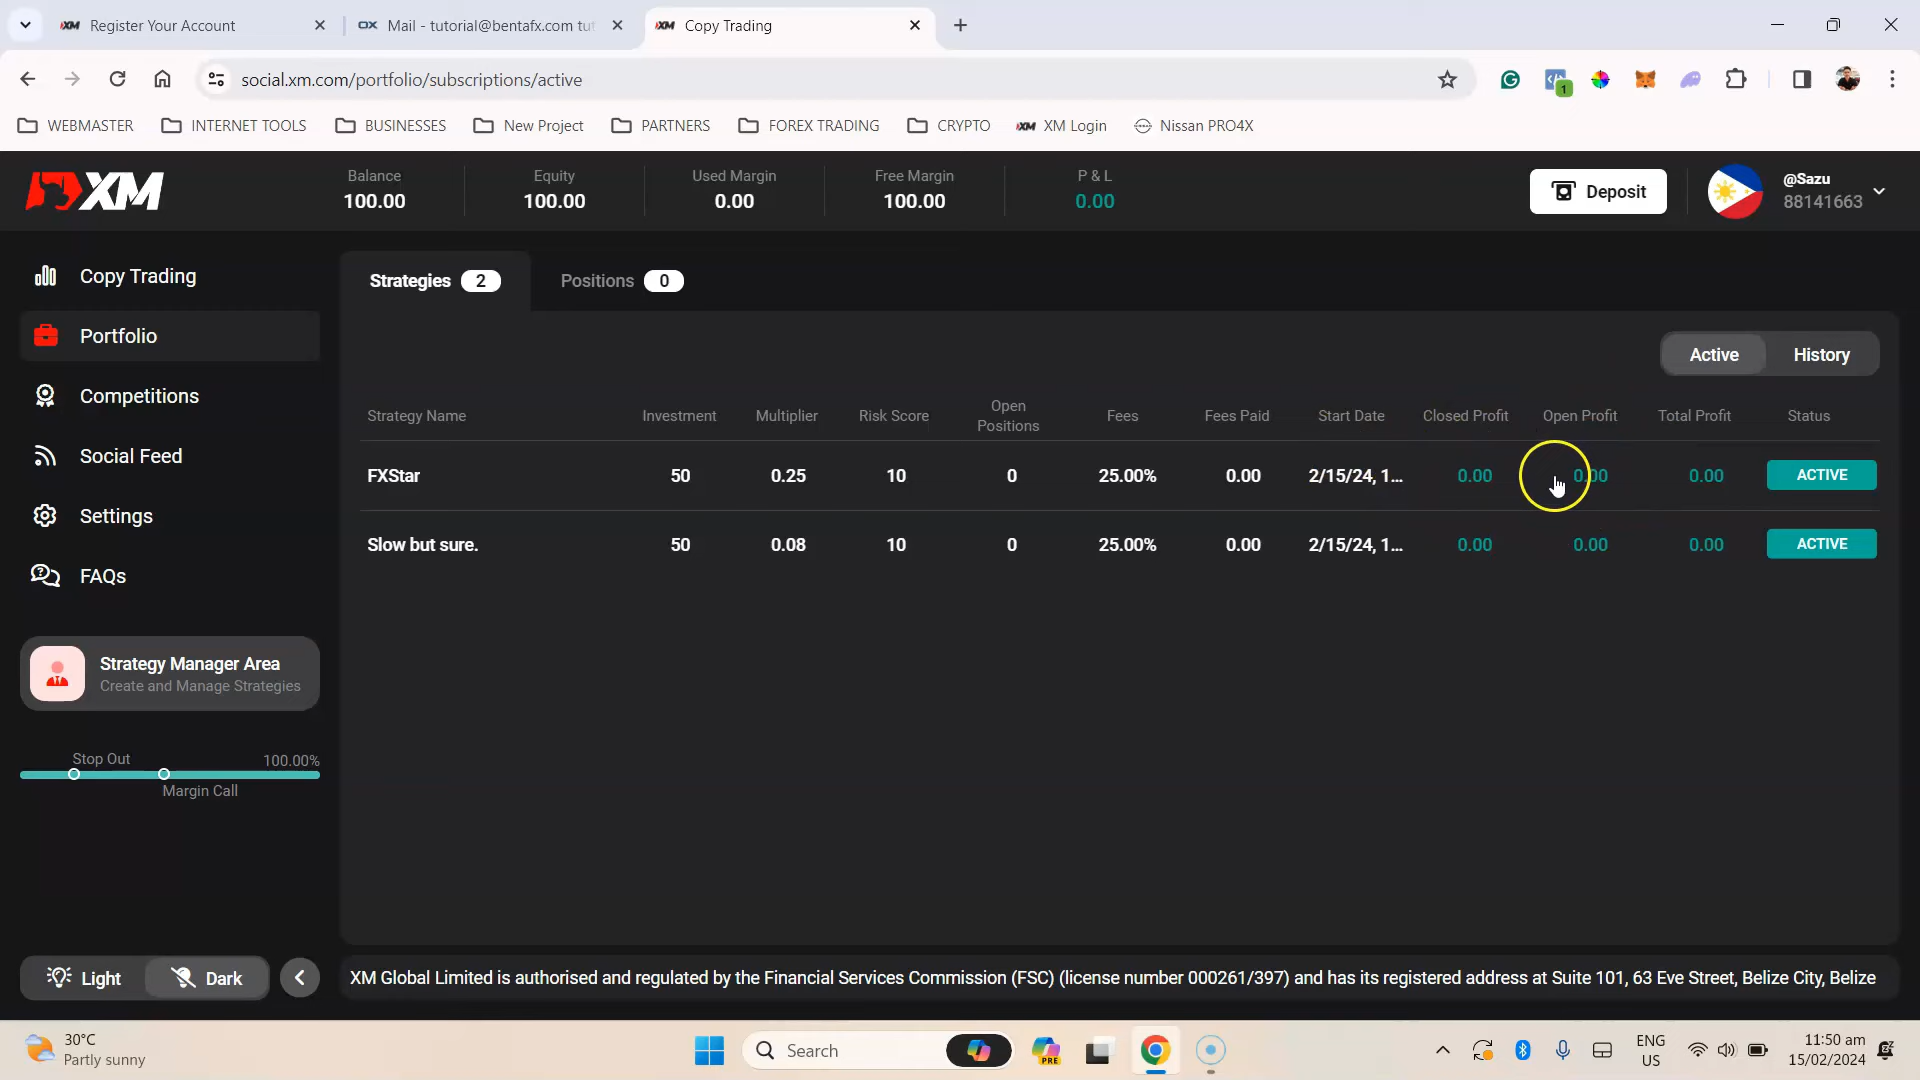 Register Your Account
Mail - tutorial@bentafx.com tut
Copy Trading
social.xm.com/portfolio/subscriptions/active
1
WEBMASTER
INTERNET TOOLS
BUSINESSES
New Project
PARTNERS
FOREX TRADING
CRYPTO
XM Login
Nissan PRO4X
XM
Balance
100.00
Equity
100.00
Used Margin
0.00
Free Margin
100.00
P & L
0.00
Deposit
@Sazu
88141663
Copy Trading
Portfolio
Competitions
Social Feed
Settings
FAQs
Strategy Manager Area
Create and Manage Strategies
Stop Out 100.00%
Margin Call
Light Dark
Strategies 2
Positions 0
Active History
Strategy Name Investment Multiplier Risk Score Open Positions Fees Fees Paid Start Date Closed Profit Open Profit Total Profit Status
FXStar 50 0.25 10 0 25.00% 0.00 2/15/24, 1... 0.00 0.00 0.00 ACTIVE
Slow but sure. 50 0.08 10 0 25.00% 0.00 2/15/24, 1... 0.00 0.00 0.00 ACTIVE
XM Global Limited is authorised and regulated by the Financial Services Commission (FSC) (license number 000261/397) and has its registered address at Suite 101, 63 Eve Street, Belize City, Belize
30°C
Partly sunny
Search
PRE
ENG
US
11:50 am
15/02/2024